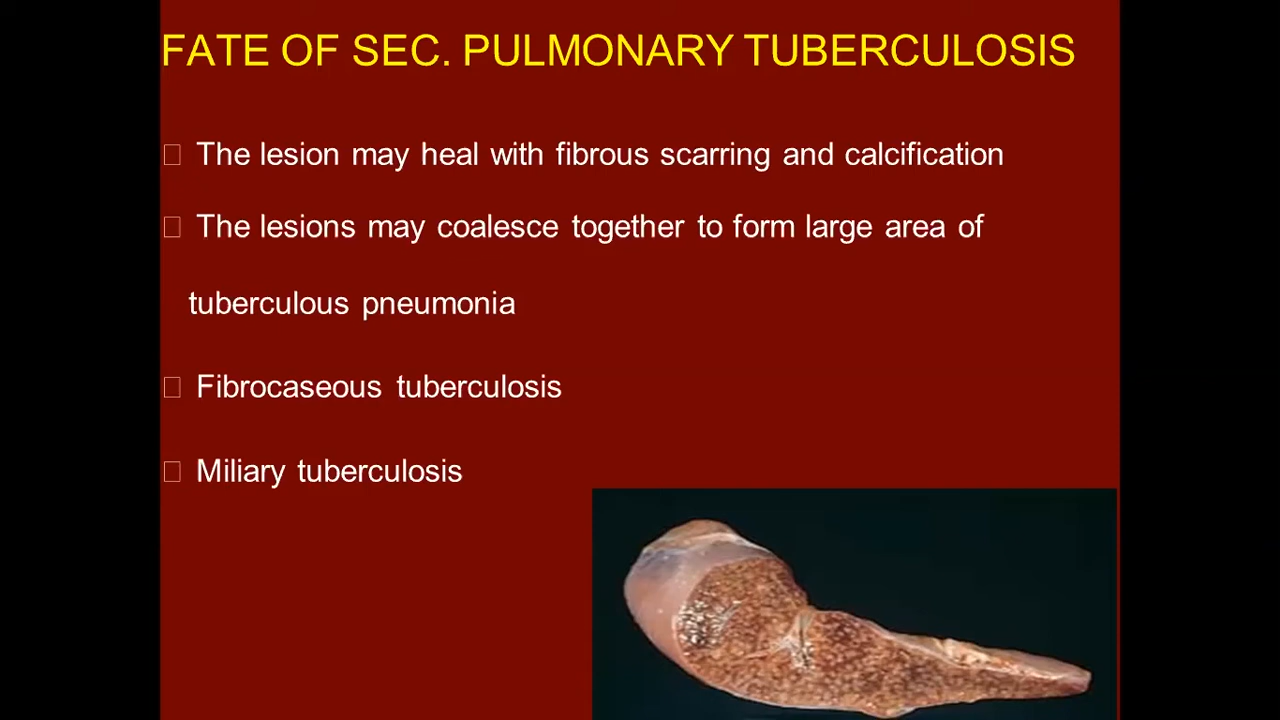 FATE OF SEC. PULMONARY TUBERCULOSIS
The lesion may heal with fibrous scarring and calcification
The lesions may coalesce together to form large area of
tuberculous pneumonia
Fibrocaseous tuberculosis
Miliary tuberculosis